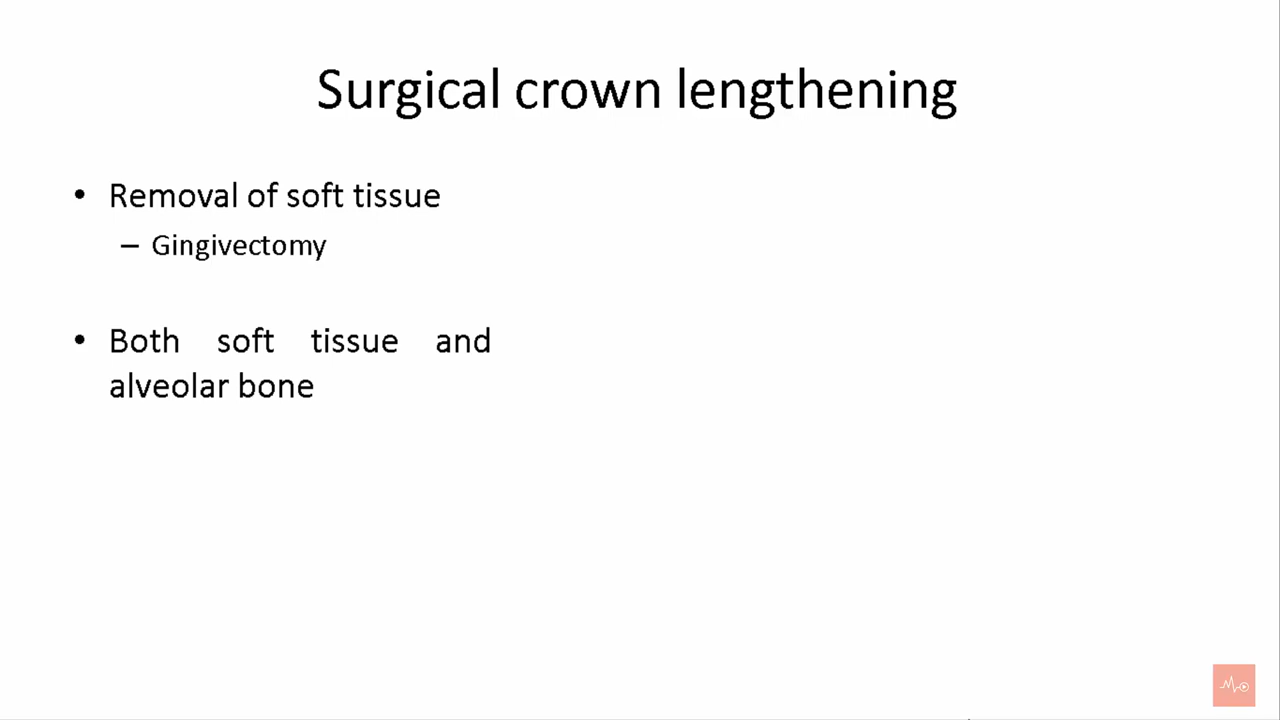 Surgical crown lengthening
• Removal of soft tissue
– Gingivectomy
• Both soft tissue and
alveolar bone